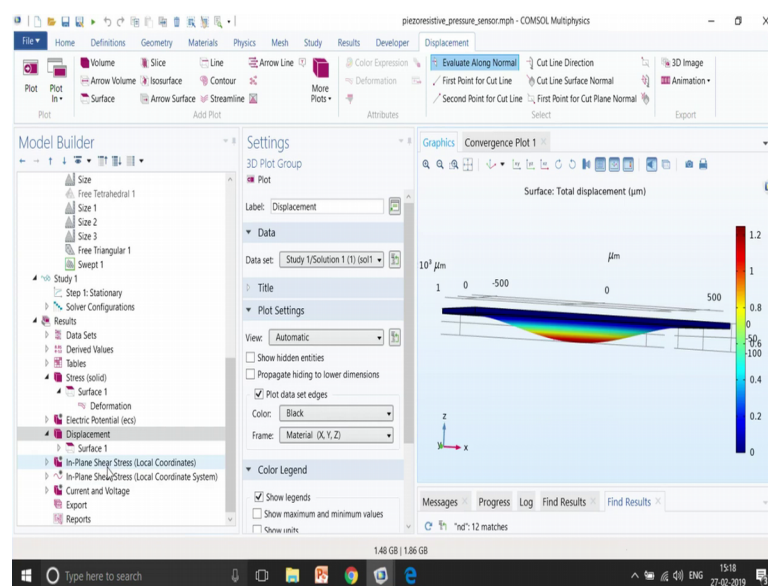 piezoresistive_pressure_sensor.mph - COMSOL Multiphysics
File Home Definitions Geometry Materials Physics Mesh Study Results Developer Displacement
Volume Slice Line Arrow Line Color Expression Evaluate Along Normal Cut Line Direction 3D Image
Plot Plot In Arrow Volume Isosurface Contour More Plots Deformation First Point for Cut Line Cut Line Surface Normal Animation
Surface Arrow Surface Streamline Second Point for Cut Line First Point for Cut Plane Normal
Plot Add Plot Attributes Select Export
Model Builder
Size
Free Tetrahedral 1
Size 1
Size 2
Size 3
Free Triangular 1
Swept 1
Study 1
Step 1: Stationary
Solver Configurations
Results
Data Sets
Derived Values
Tables
Stress (solid)
Surface 1
Deformation
Electric Potential (ecs)
Displacement
Surface 1
In-Plane Shear Stress (Local Coordinates)
In-Plane Shear Stress (Local Coordinate System)
Current and Voltage
Export
Reports
Settings
3D Plot Group
Plot
Label: Displacement
Data
Data set: Study 1/Solution 1 (1) (sol1
Title
Plot Settings
View: Automatic
Show hidden entities
Propagate hiding to lower dimensions
Plot data set edges
Color: Black
Frame: Material (X, Y, Z)
Color Legend
Show legends
Show maximum and minimum values
Show units
Graphics Convergence Plot 1
Surface: Total displacement (µm)
µm
10³ µm
1 0 -500 0 500
0
-100
1.2
1
0.8
0.6
0.4
0.2
0
z
y x
Messages Progress Log Find Results Find Results
"nd": 12 matches
1.48 GB | 1.86 GB
Type here to search
ENG
15:18
27-02-2019